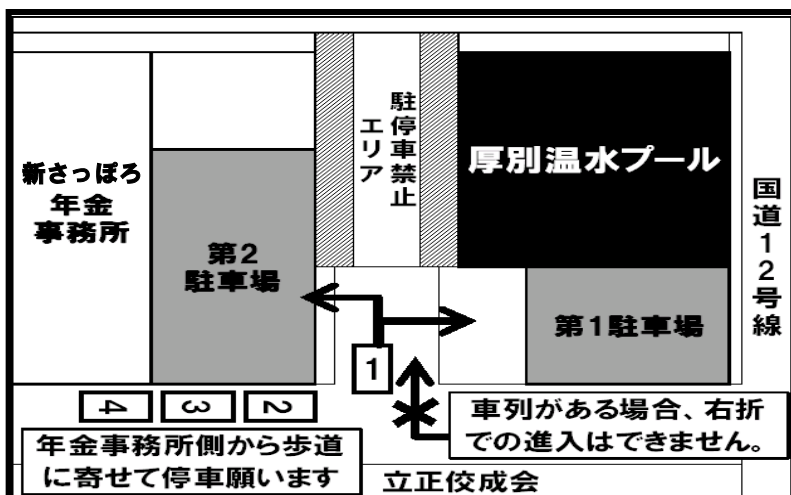 新さっぽろ
年金
事務所
第2
駐車場
駐停車禁止
エリア
厚別温水プール
第1駐車場
国道12号線
1
2
3
4
車列がある場合、右折
での進入はできません。
年金事務所側から歩道
に寄せて停車願います
立正佼成会